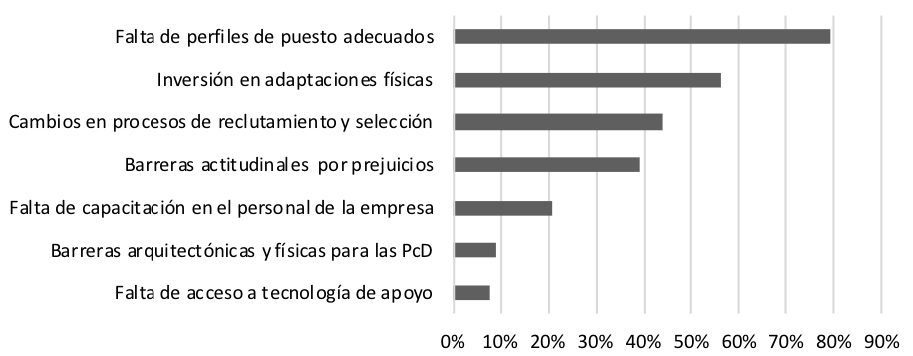 Falta de perfiles de puesto adecuados
Inversión en adaptaciones físicas
Cambios en procesos de reclutamiento y selección
Barreras actitudinales por prejuicios
Falta de capacitación en el personal de la empresa
Barreras arquitectónicas y físicas para las PcD
Falta de acceso a tecnología de apoyo
0% 10% 20% 30% 40% 50% 60% 70% 80% 90%